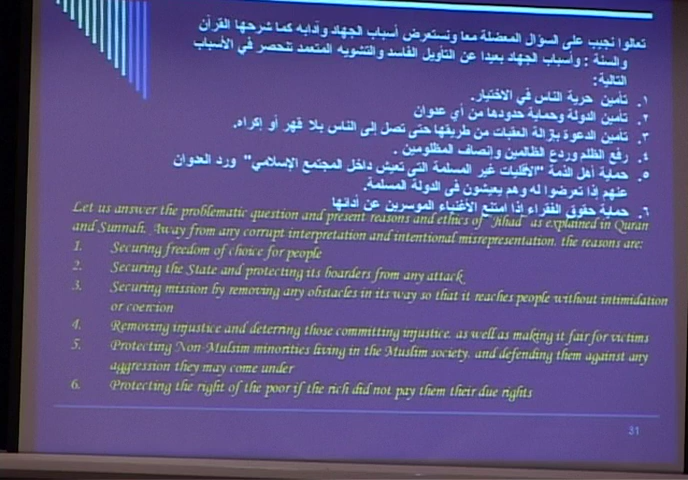 تعالوا نجيب على السؤال المعضلة معا ونستعرض أسباب الجهاد وآدابه كما شرحها القرآن
والسنة : وأسباب الجهاد بعيدا عن التأويل الفاسد والتشويه المتعمد تنحصر في الأسباب
التالية:
١. تأمين حرية الناس في الاختيار.
٢. تأمين الدولة وحماية حدودها من أي عدوان
٣. تأمين الدعوة بإزالة العقبات من طريقها حتى تصل إلى الناس بلا قهر أو إكراه.
٤. رفع الظلم وردع الظالمين وإنصاف المظلومين .
٥. حماية أهل الذمة "الأقليات غير المسلمة التي تعيش داخل المجتمع الإسلامي" ورد العدوان
عنهم إذا تعرضوا له وهم يعيشون في الدولة المسلمة.
٦. حماية حقوق الفقراء إذا امتنع الأغنياء الموسرين عن أدائها
Let us answer the problematic question and present reasons and ethics of "Jihad" as explained in Quran
and Sunnah. Away from any corrupt interpretation and intentional misrepresentation, the reasons are:
1. Securing freedom of choice for people
2. Securing the State and protecting its boarders from any attack
3. Securing mission by removing any obstacles in its way so that it reaches people without intimidation
or coercion
4. Removing injustice and deterring those committing injustice, as well as making it fair for victims
5. Protecting Non-Mulsim minorities living in the Muslim society, and defending them against any
aggression they may come under
6. Protecting the right of the poor if the rich did not pay them their due rights
31